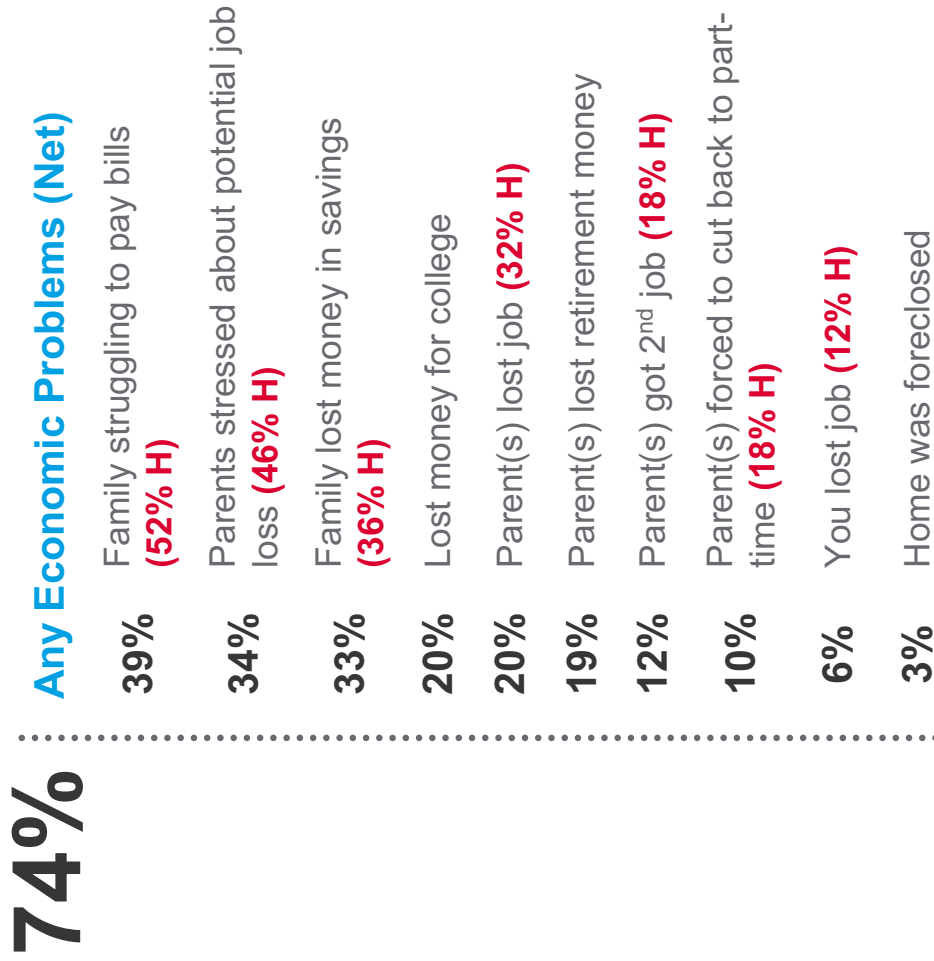 74%
Any Economic Problems (Net)
39%
Family struggling to pay bills
(52% H)
34%
Parents stressed about potential job
loss (46% H)
33%
Family lost money in savings
(36% H)
20%
Lost money for college
20%
Parent(s) lost job (32% H)
19%
Parent(s) lost retirement money
12%
Parent(s) got 2nd job (18% H)
10%
Parent(s) forced to cut back to part-
time (18% H)
6%
You lost job (12% H)
3%
Home was foreclosed